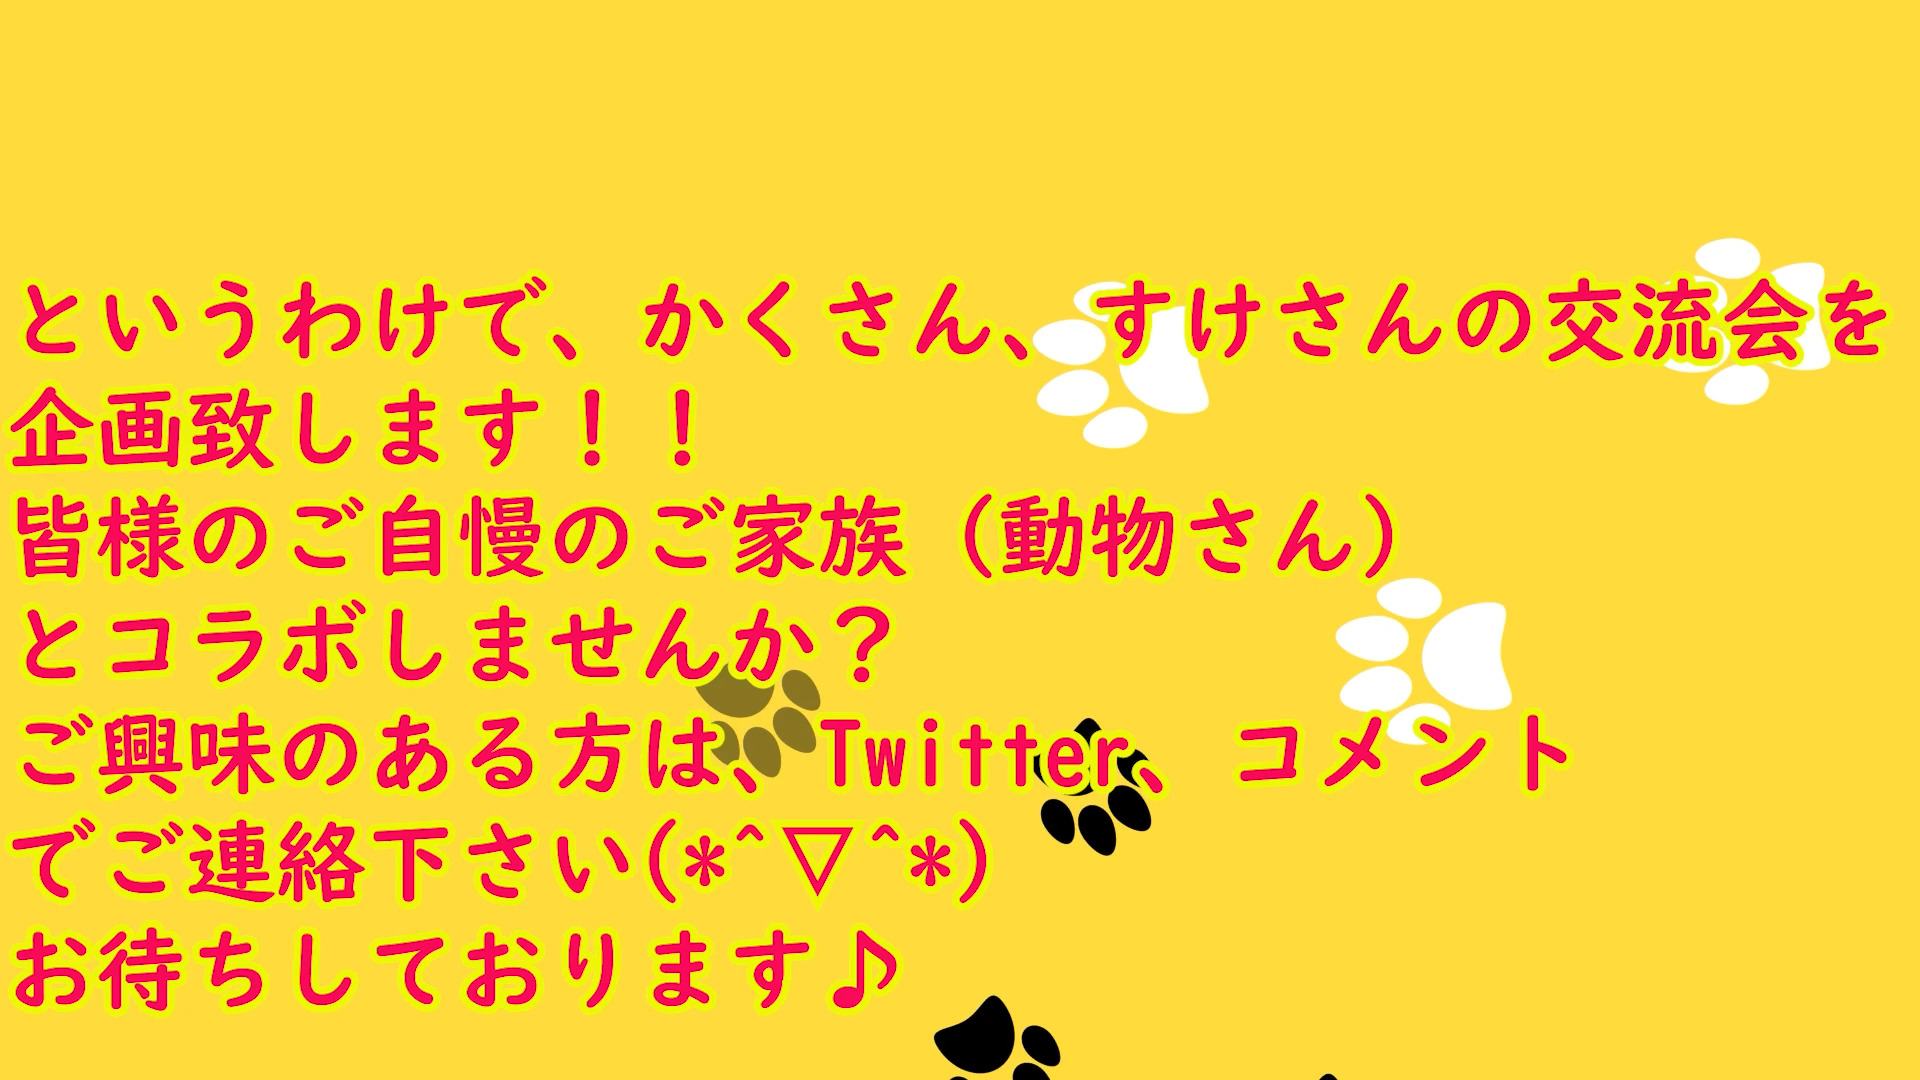 というわけで、かくさん、すけさんの交流会を
企画致します！！
皆様のご自慢のご家族（動物さん）
とコラボしませんか？
ご興味のある方は、Twitter、コメント
でご連絡下さい(*^▽^*)
お待ちしております♪